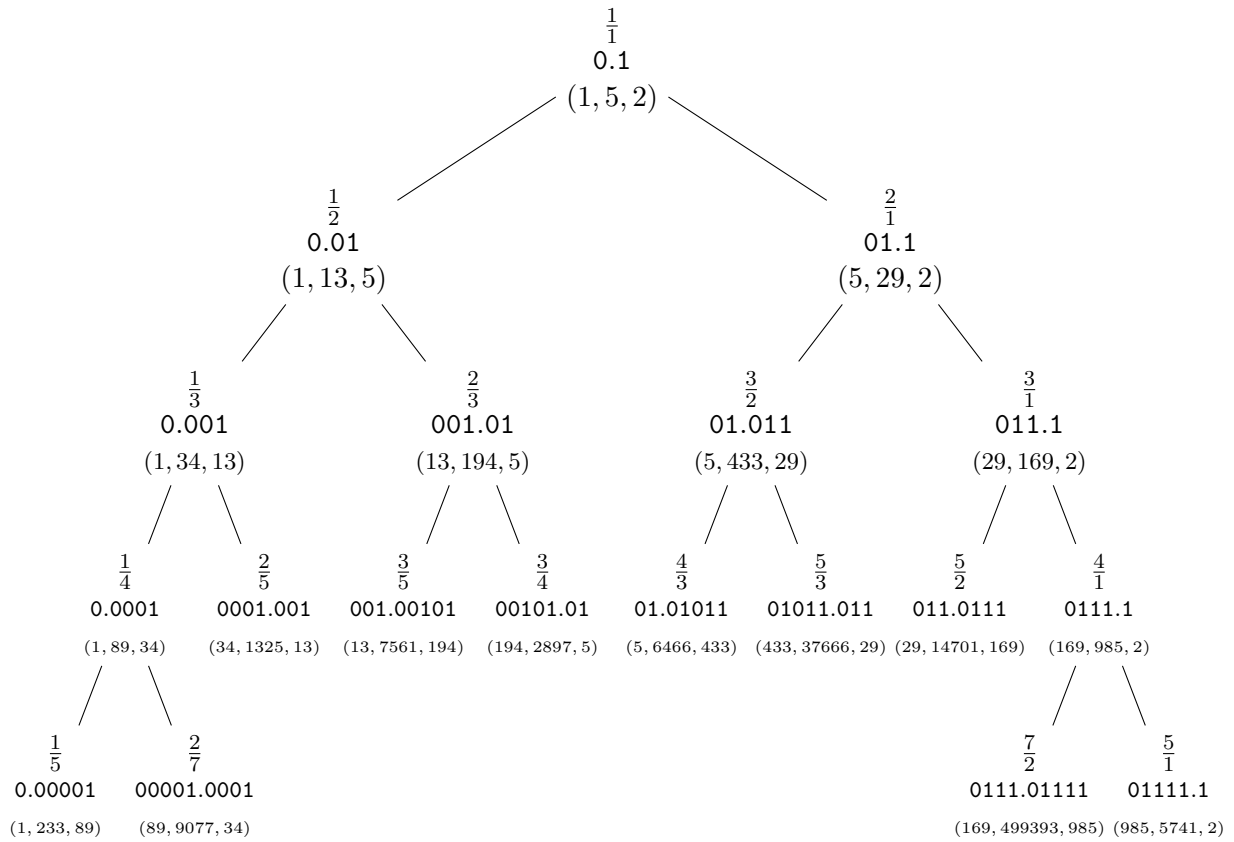 1/1
0.1
(1, 5, 2)
1/2 2/1
0.01 01.1
(1, 13, 5) (5, 29, 2)
1/3 2/3 3/2 3/1
0.001 001.01 01.011 011.1
(1, 34, 13) (13, 194, 5) (5, 433, 29) (29, 169, 2)
1/4 2/5 3/5 3/4 4/3 5/3 5/2 4/1
0.0001 0001.001 001.00101 00101.01 01.01011 01011.011 011.0111 0111.1
(1, 89, 34) (34, 1325, 13) (13, 7561, 194) (194, 2897, 5) (5, 6466, 433) (433, 37666, 29) (29, 14701, 169) (169, 985, 2)
1/5 2/7 7/2 5/1
0.00001 00001.0001 0111.01111 01111.1
(1, 233, 89) (89, 9077, 34) (169, 499393, 985) (985, 5741, 2)